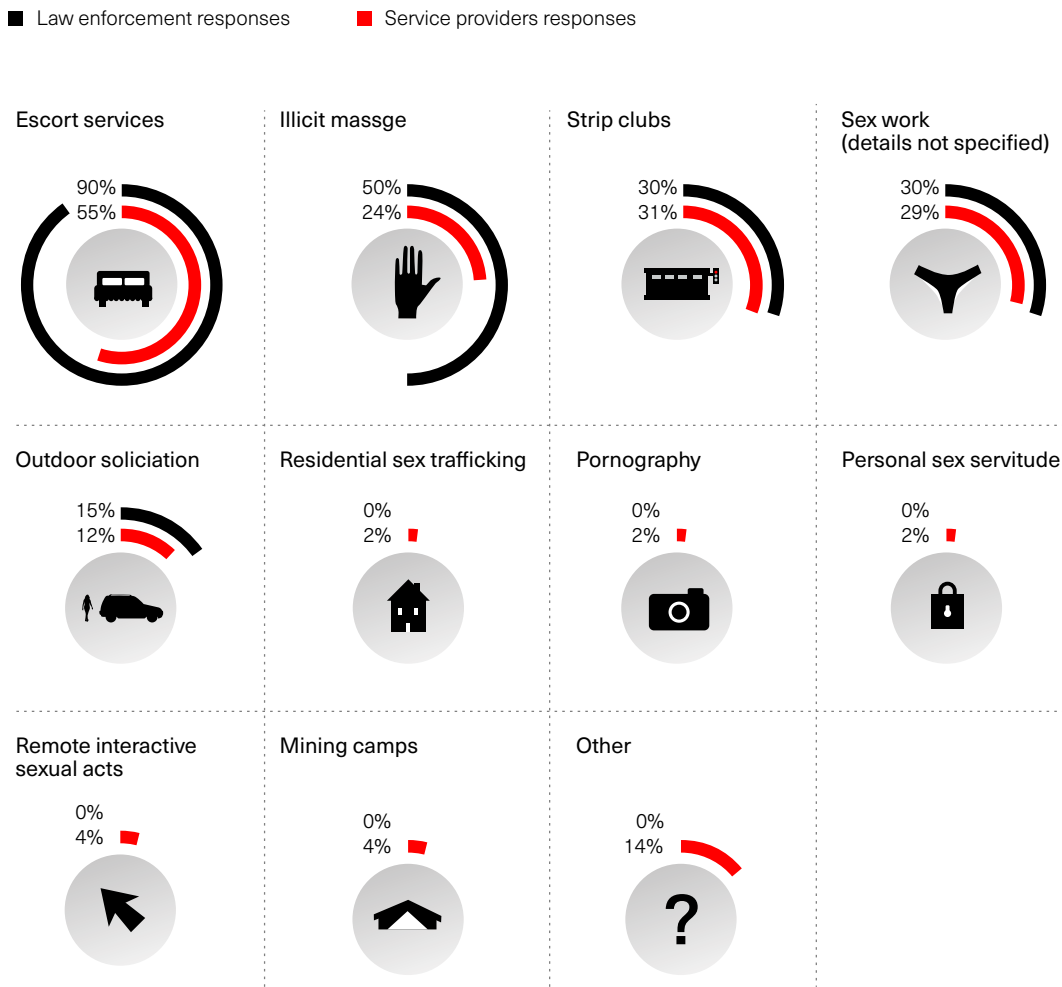 Law enforcement responses
Service providers responses
Escort services
90%
55%
Illicit massge
50%
24%
Strip clubs
30%
31%
Sex work
(details not specified)
30%
29%
Outdoor soliciation
15%
12%
Residential sex trafficking
0%
2%
Pornography
0%
2%
Personal sex servitude
0%
2%
Remote interactive
sexual acts
0%
4%
Mining camps
0%
4%
Other
0%
14%
?